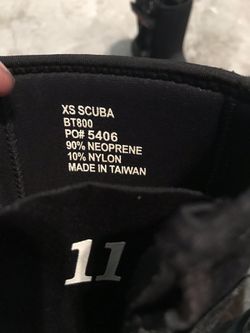 XS SCUBA
BT800
PO# 5406
90% NEOPRENE
10% NYLON
MADE IN TAIWAN
11